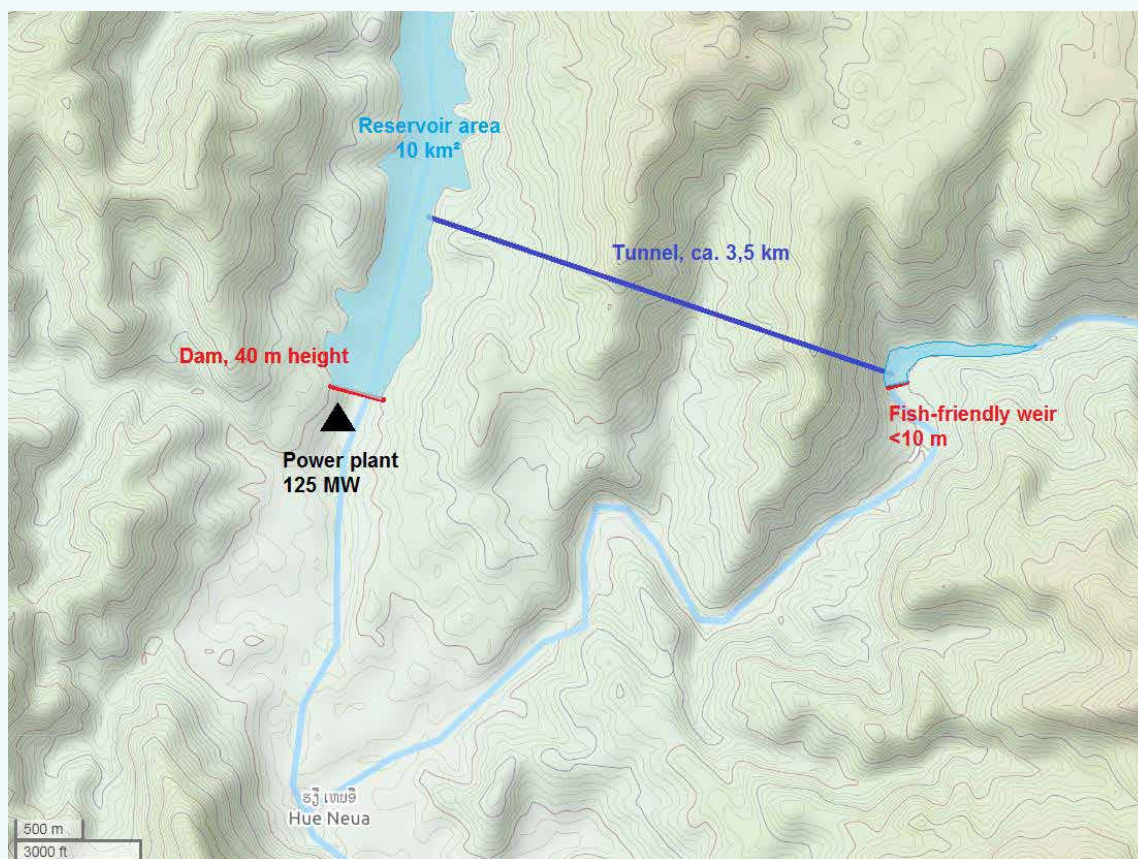 Reservoir area
10 km²
Tunnel, ca. 3,5 km
Dam, 40 m height
Fish-friendly weir
<10 m
Power plant
125 MW
Hue Neua
500 m
3000 ft